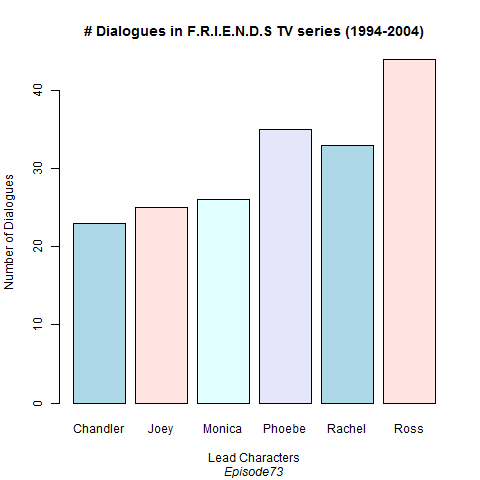 # Dialogues in F.R.I.E.N.D.S TV series (1994-2004)
Number of Dialogues
40
30
20
10
0
Chandler Joey Monica Phoebe Rachel Ross
Lead Characters
Episode73